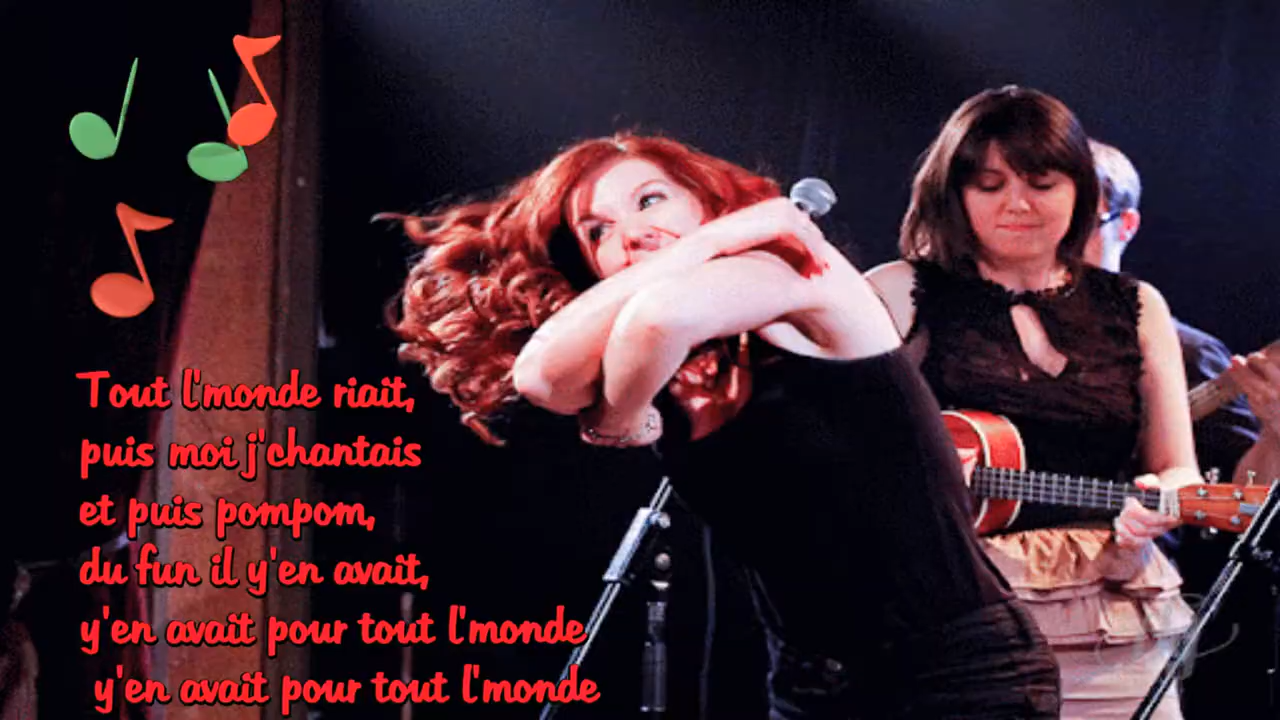 Tout l'monde riait,
puis moi j'chantais
et puis pompom,
du fun il y'en avait,
y'en avait pour tout l'monde
y'en avait pour tout l'monde